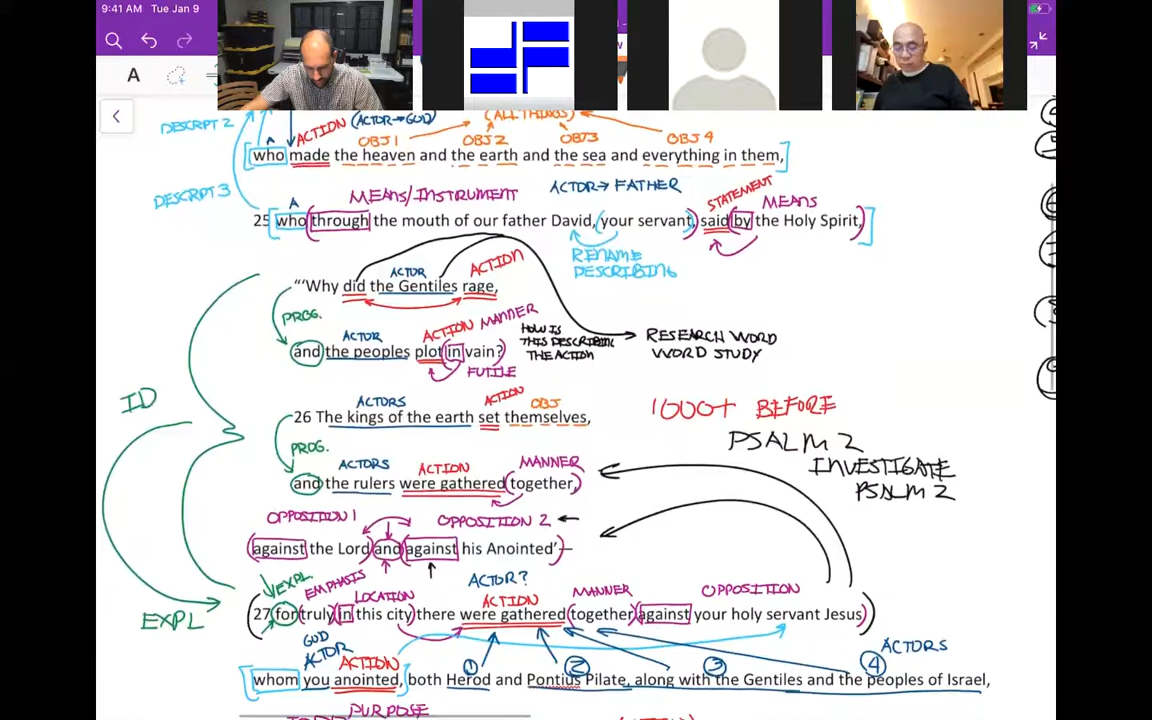 9:41 AM Tue Jan 9
A
DESCRPT 2
ACTION (ACTOR→GOD)
(ALL THINGS)
OBJ 1 OBJ2 OBJ3 OBJ 4
A
[who made the heaven and the earth and the sea and everything in them,]
DESCRPT 3
A
MEANS/INSTRUMENT
ACTOR→ FATHER
STATEMENT
MEANS
25 [who (through the mouth of our father David, (your servant,) said (by the Holy Spirit,)]
RENAME
DESCRIBING
ACTOR ACTION
"'Why did the Gentiles rage,
PROG.
ACTOR ACTION MANNER
and the peoples plot (in vain?)
FUTILE
HOW IS
THIS DESCRIBING
THE ACTION
RESEARCH WORD
WORD STUDY
ID
ACTORS ACTION OBJ
26 The kings of the earth set themselves,
1000+ BEFORE
PSALM 2
INVESTIGATE
PSALM 2
PROG.
ACTORS ACTION MANNER
and the rulers were gathered (together,)
OPPOSITION 1 OPPOSITION 2 ←
(against the Lord) and (against his Anointed')—
EXPL
EXPL. EMPHASIS LOCATION ACTOR? ACTION MANNER OPPOSITION
(27 for (truly) (in this city) there were gathered (together) (against your holy servant Jesus))
GOD
ACTOR ACTION
① ② ③ ④ ACTORS
[whom you anointed,] both Herod and Pontius Pilate, along with the Gentiles and the peoples of Israel,
PURPOSE